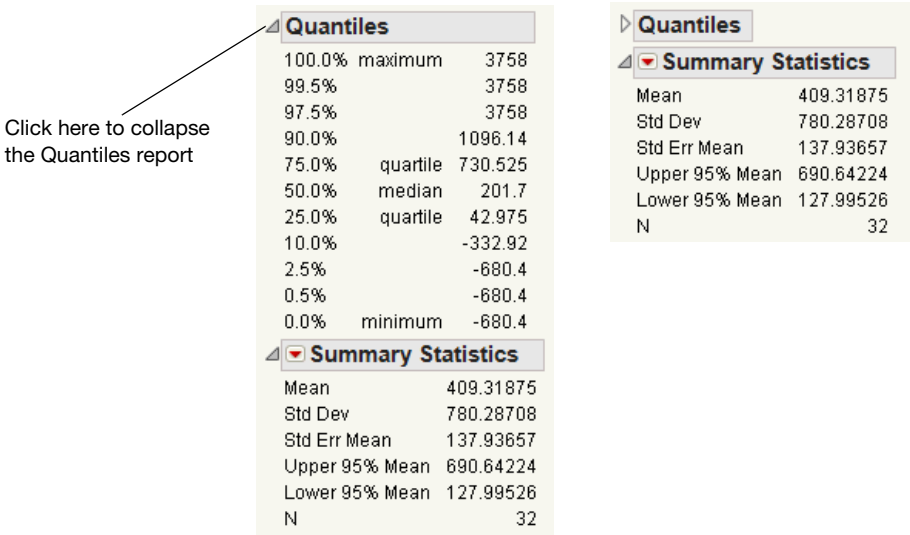 Click here to collapse
the Quantiles report
Quantiles
100.0% maximum 3758
99.5% 3758
97.5% 3758
90.0% 1096.14
75.0% quartile 730.525
50.0% median 201.7
25.0% quartile 42.975
10.0% -332.92
2.5% -680.4
0.5% -680.4
0.0% minimum -680.4
Summary Statistics
Mean 409.31875
Std Dev 780.28708
Std Err Mean 137.93657
Upper 95% Mean 690.64224
Lower 95% Mean 127.99526
N 32
Quantiles
Summary Statistics
Mean 409.31875
Std Dev 780.28708
Std Err Mean 137.93657
Upper 95% Mean 690.64224
Lower 95% Mean 127.99526
N 32